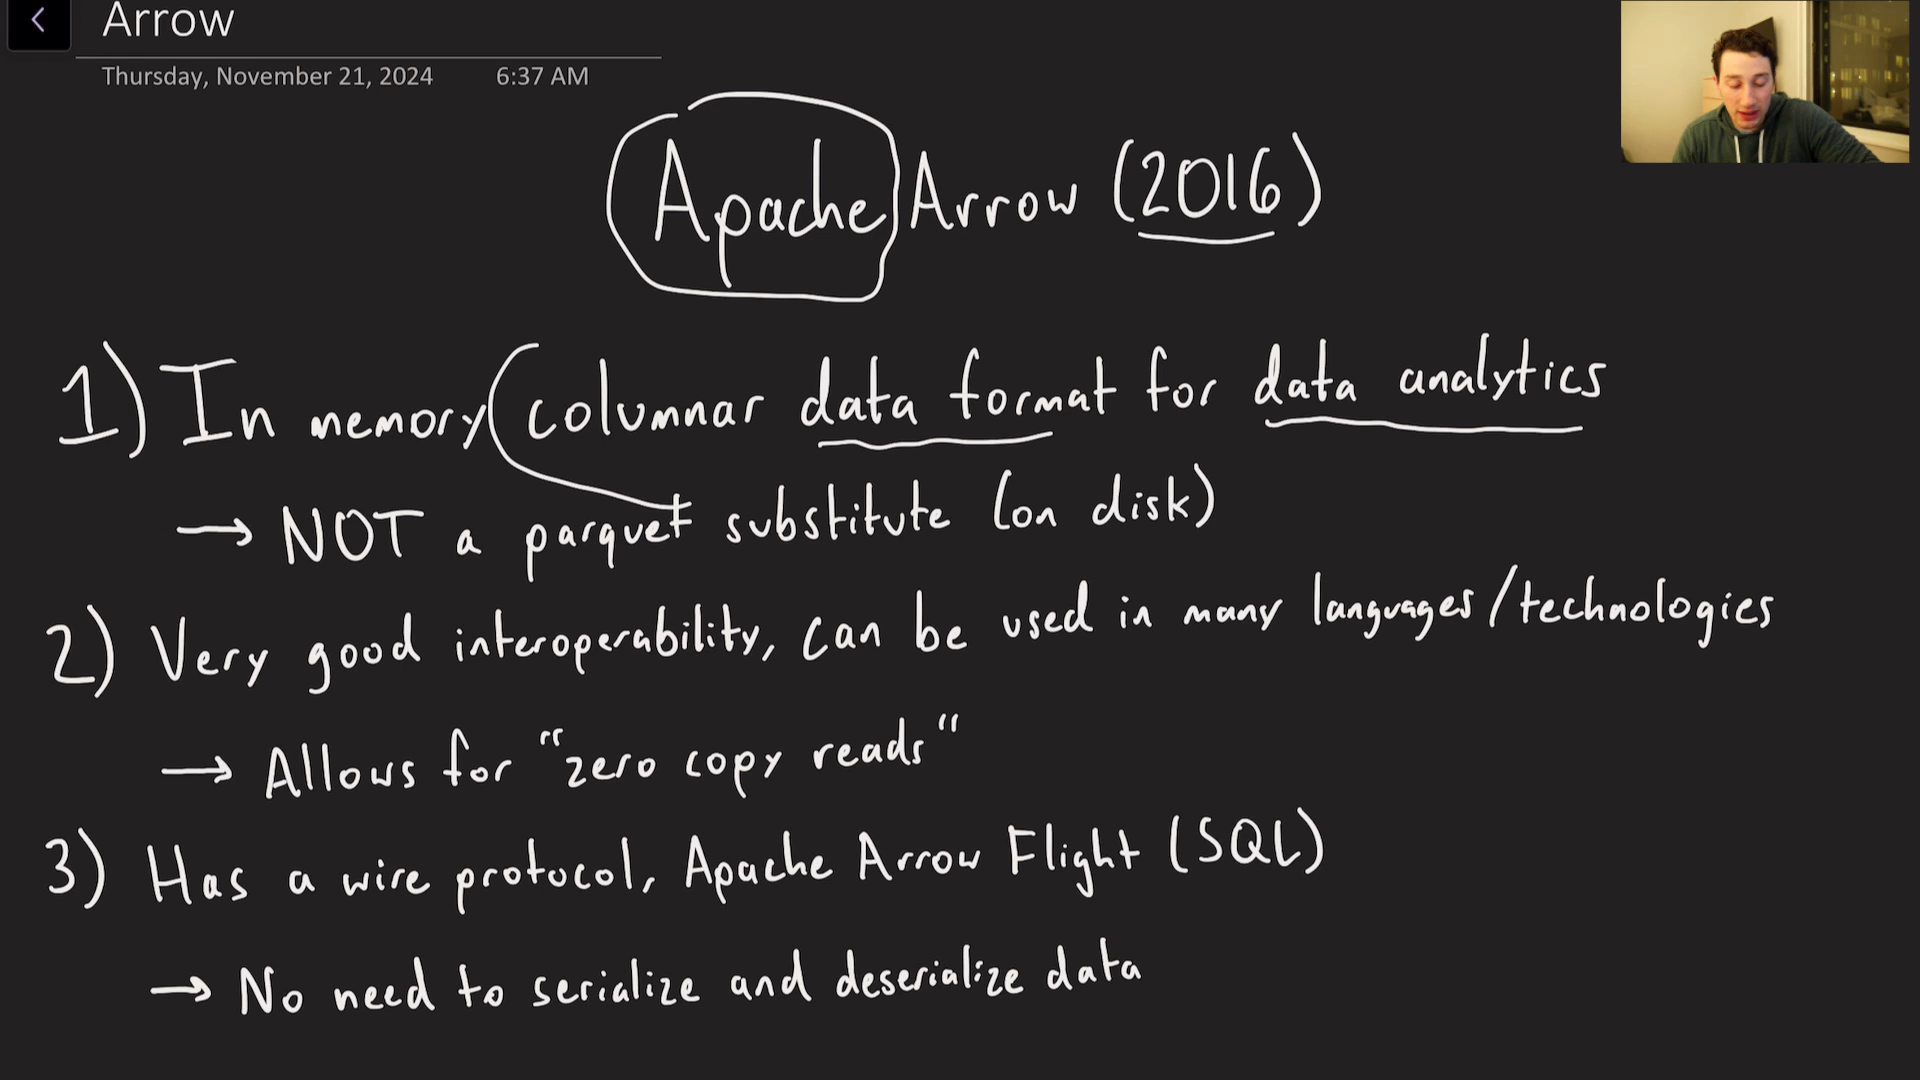 Arrow
Thursday, November 21, 2024 6:37 AM
Apache Arrow (2016)
1) In memory columnar data format for data analytics
→ NOT a parquet substitute (on disk)
2) Very good interoperability, can be used in many languages/technologies
→ Allows for "zero copy reads"
3) Has a wire protocol, Apache Arrow Flight (SQL)
→ No need to serialize and deserialize data